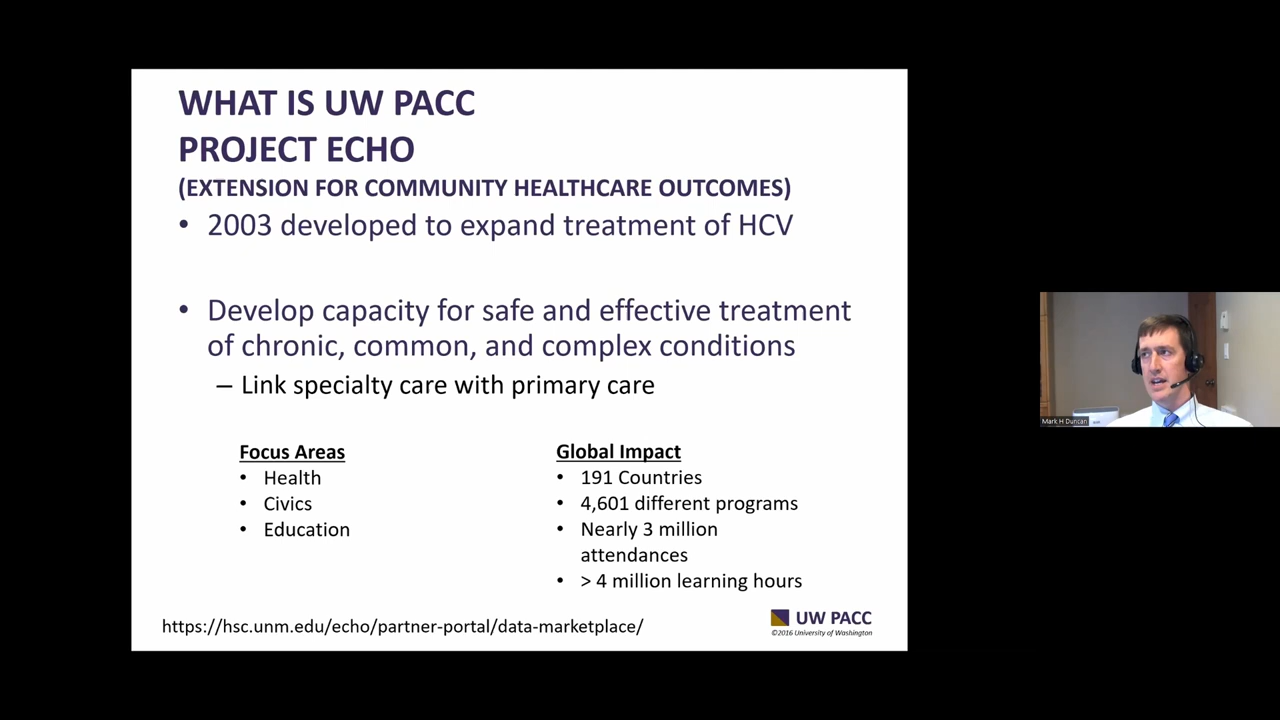 WHAT IS UW PACC
PROJECT ECHO
(EXTENSION FOR COMMUNITY HEALTHCARE OUTCOMES)
• 2003 developed to expand treatment of HCV
• Develop capacity for safe and effective treatment
of chronic, common, and complex conditions
– Link specialty care with primary care
Focus Areas
• Health
• Civics
• Education
Global Impact
• 191 Countries
• 4,601 different programs
• Nearly 3 million
attendances
• > 4 million learning hours
https://hsc.unm.edu/echo/partner-portal/data-marketplace/
UW PACC
©2016 University of Washington
Mark H Duncan